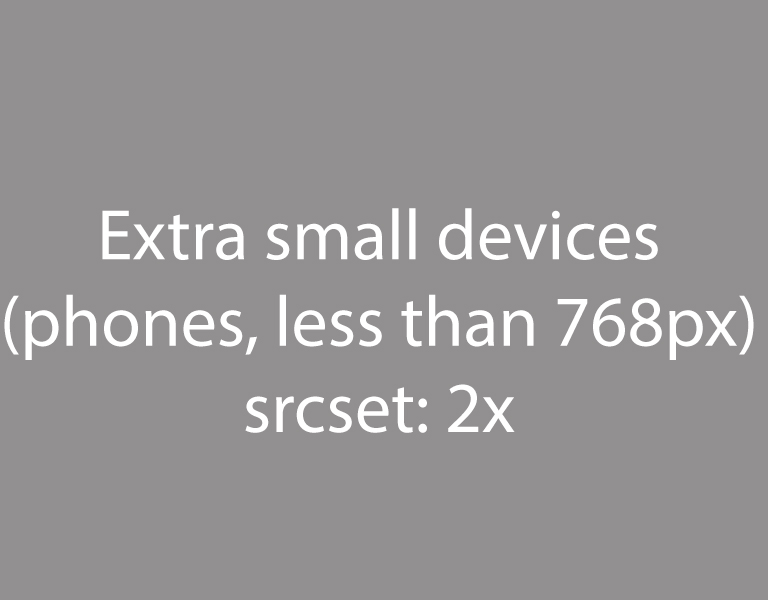 Extra small devices
(phones, less than 768px)
srcset: 2x